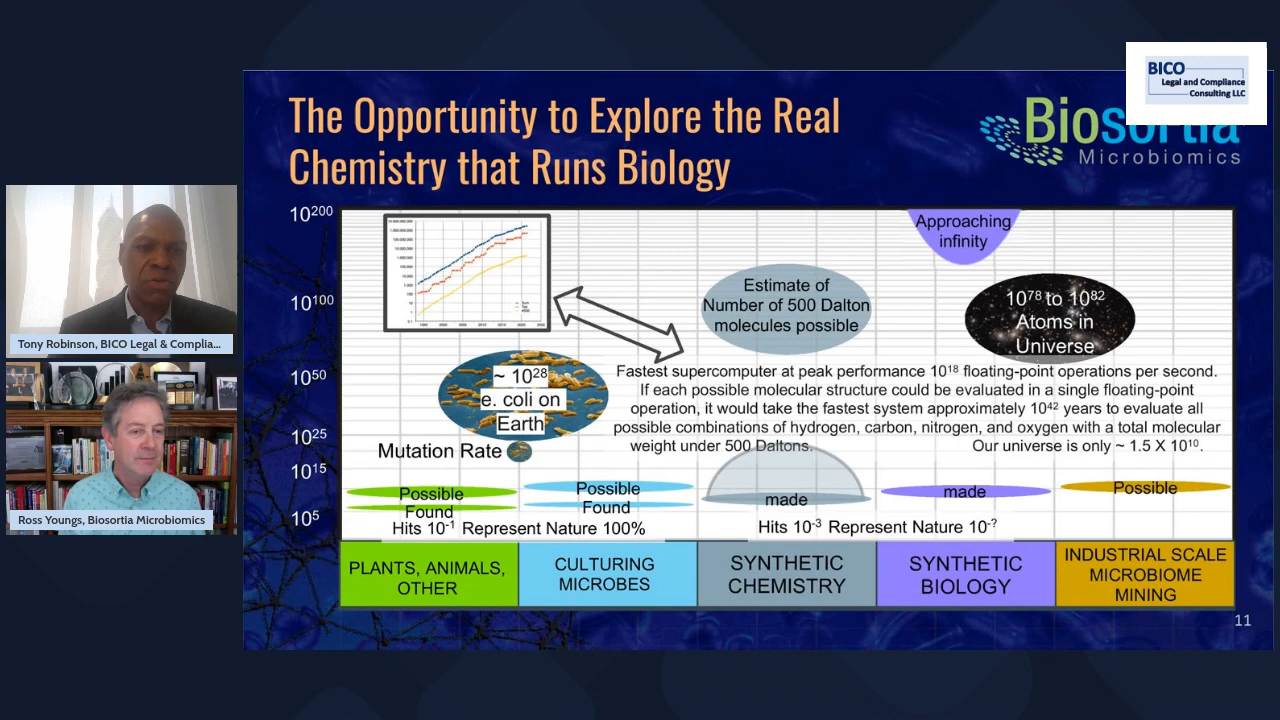 BICO
Legal and Compliance
Consulting LLC
The Opportunity to Explore the Real
Chemistry that Runs Biology
Biosortia
Microbiomics
10²⁰⁰
10¹⁰⁰
10⁵⁰
10²⁵
10¹⁵
10⁵
Approaching
infinity
Estimate of
Number of 500 Dalton
molecules possible
10⁷⁸ to 10⁸²
Atoms in
Universe
~ 10²⁸
e. coli on
Earth
Mutation Rate
Fastest supercomputer at peak performance 10¹⁸ floating-point operations per second.
If each possible molecular structure could be evaluated in a single floating-point
operation, it would take the fastest system approximately 10⁴² years to evaluate all
possible combinations of hydrogen, carbon, nitrogen, and oxygen with a total molecular
weight under 500 Daltons. Our universe is only ~ 1.5 X 10¹⁰.
Possible
Found
Possible
Found
made
made
Possible
Hits 10⁻¹ Represent Nature 100%
Hits 10⁻³ Represent Nature 10⁻?
PLANTS, ANIMALS,
OTHER
CULTURING
MICROBES
SYNTHETIC
CHEMISTRY
SYNTHETIC
BIOLOGY
INDUSTRIAL SCALE
MICROBIOME
MINING
11
Tony Robinson, BICO Legal & Complia...
Ross Youngs, Biosortia Microbiomics